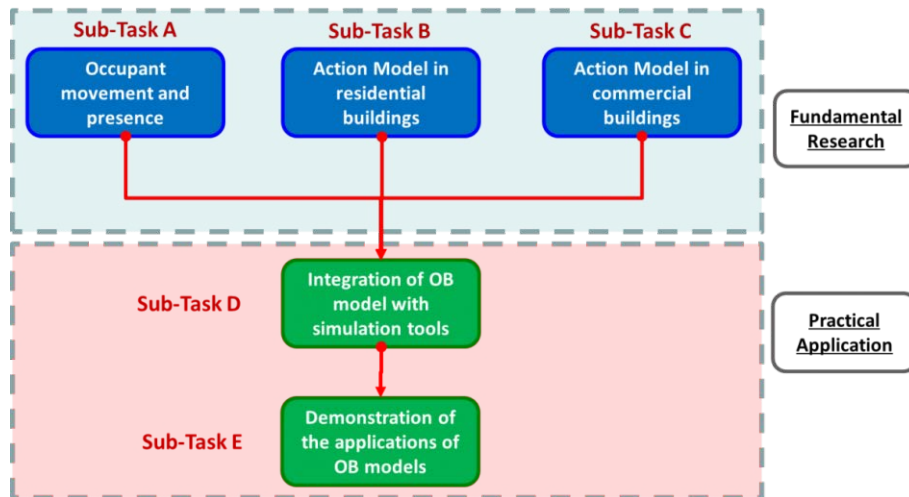 Sub-Task A
Sub-Task B
Sub-Task C
Occupant
movement and
presence
Action Model in
residential
buildings
Action Model in
commercial
buildings
Fundamental
Research
Sub-Task D
Integration of OB
model with
simulation tools
Practical
Application
Sub-Task E
Demonstration of
the applications of
OB models